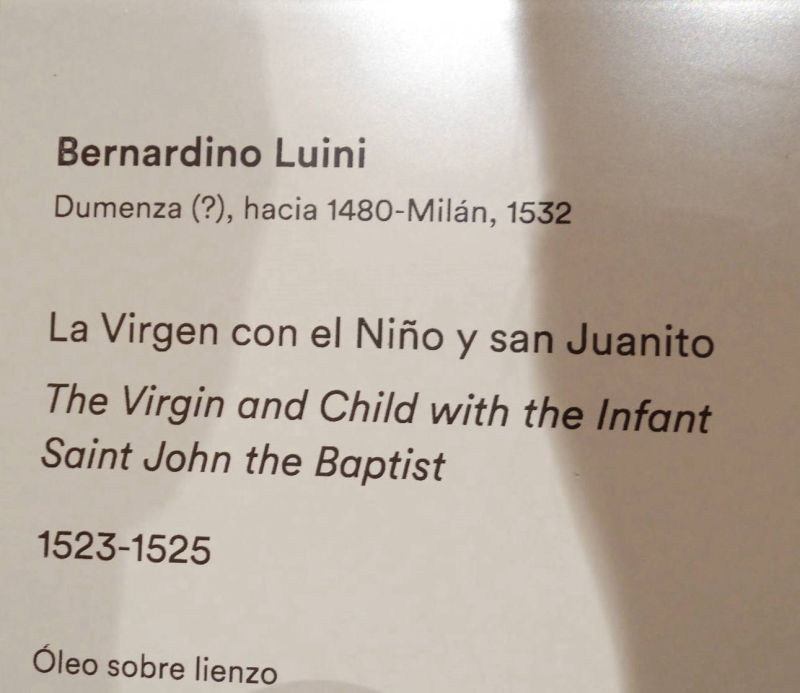 Bernardino Luini
Dumenza (?), hacia 1480-Milán, 1532
La Virgen con el Niño y san Juanito
The Virgin and Child with the Infant
Saint John the Baptist
1523-1525
Óleo sobre lienzo